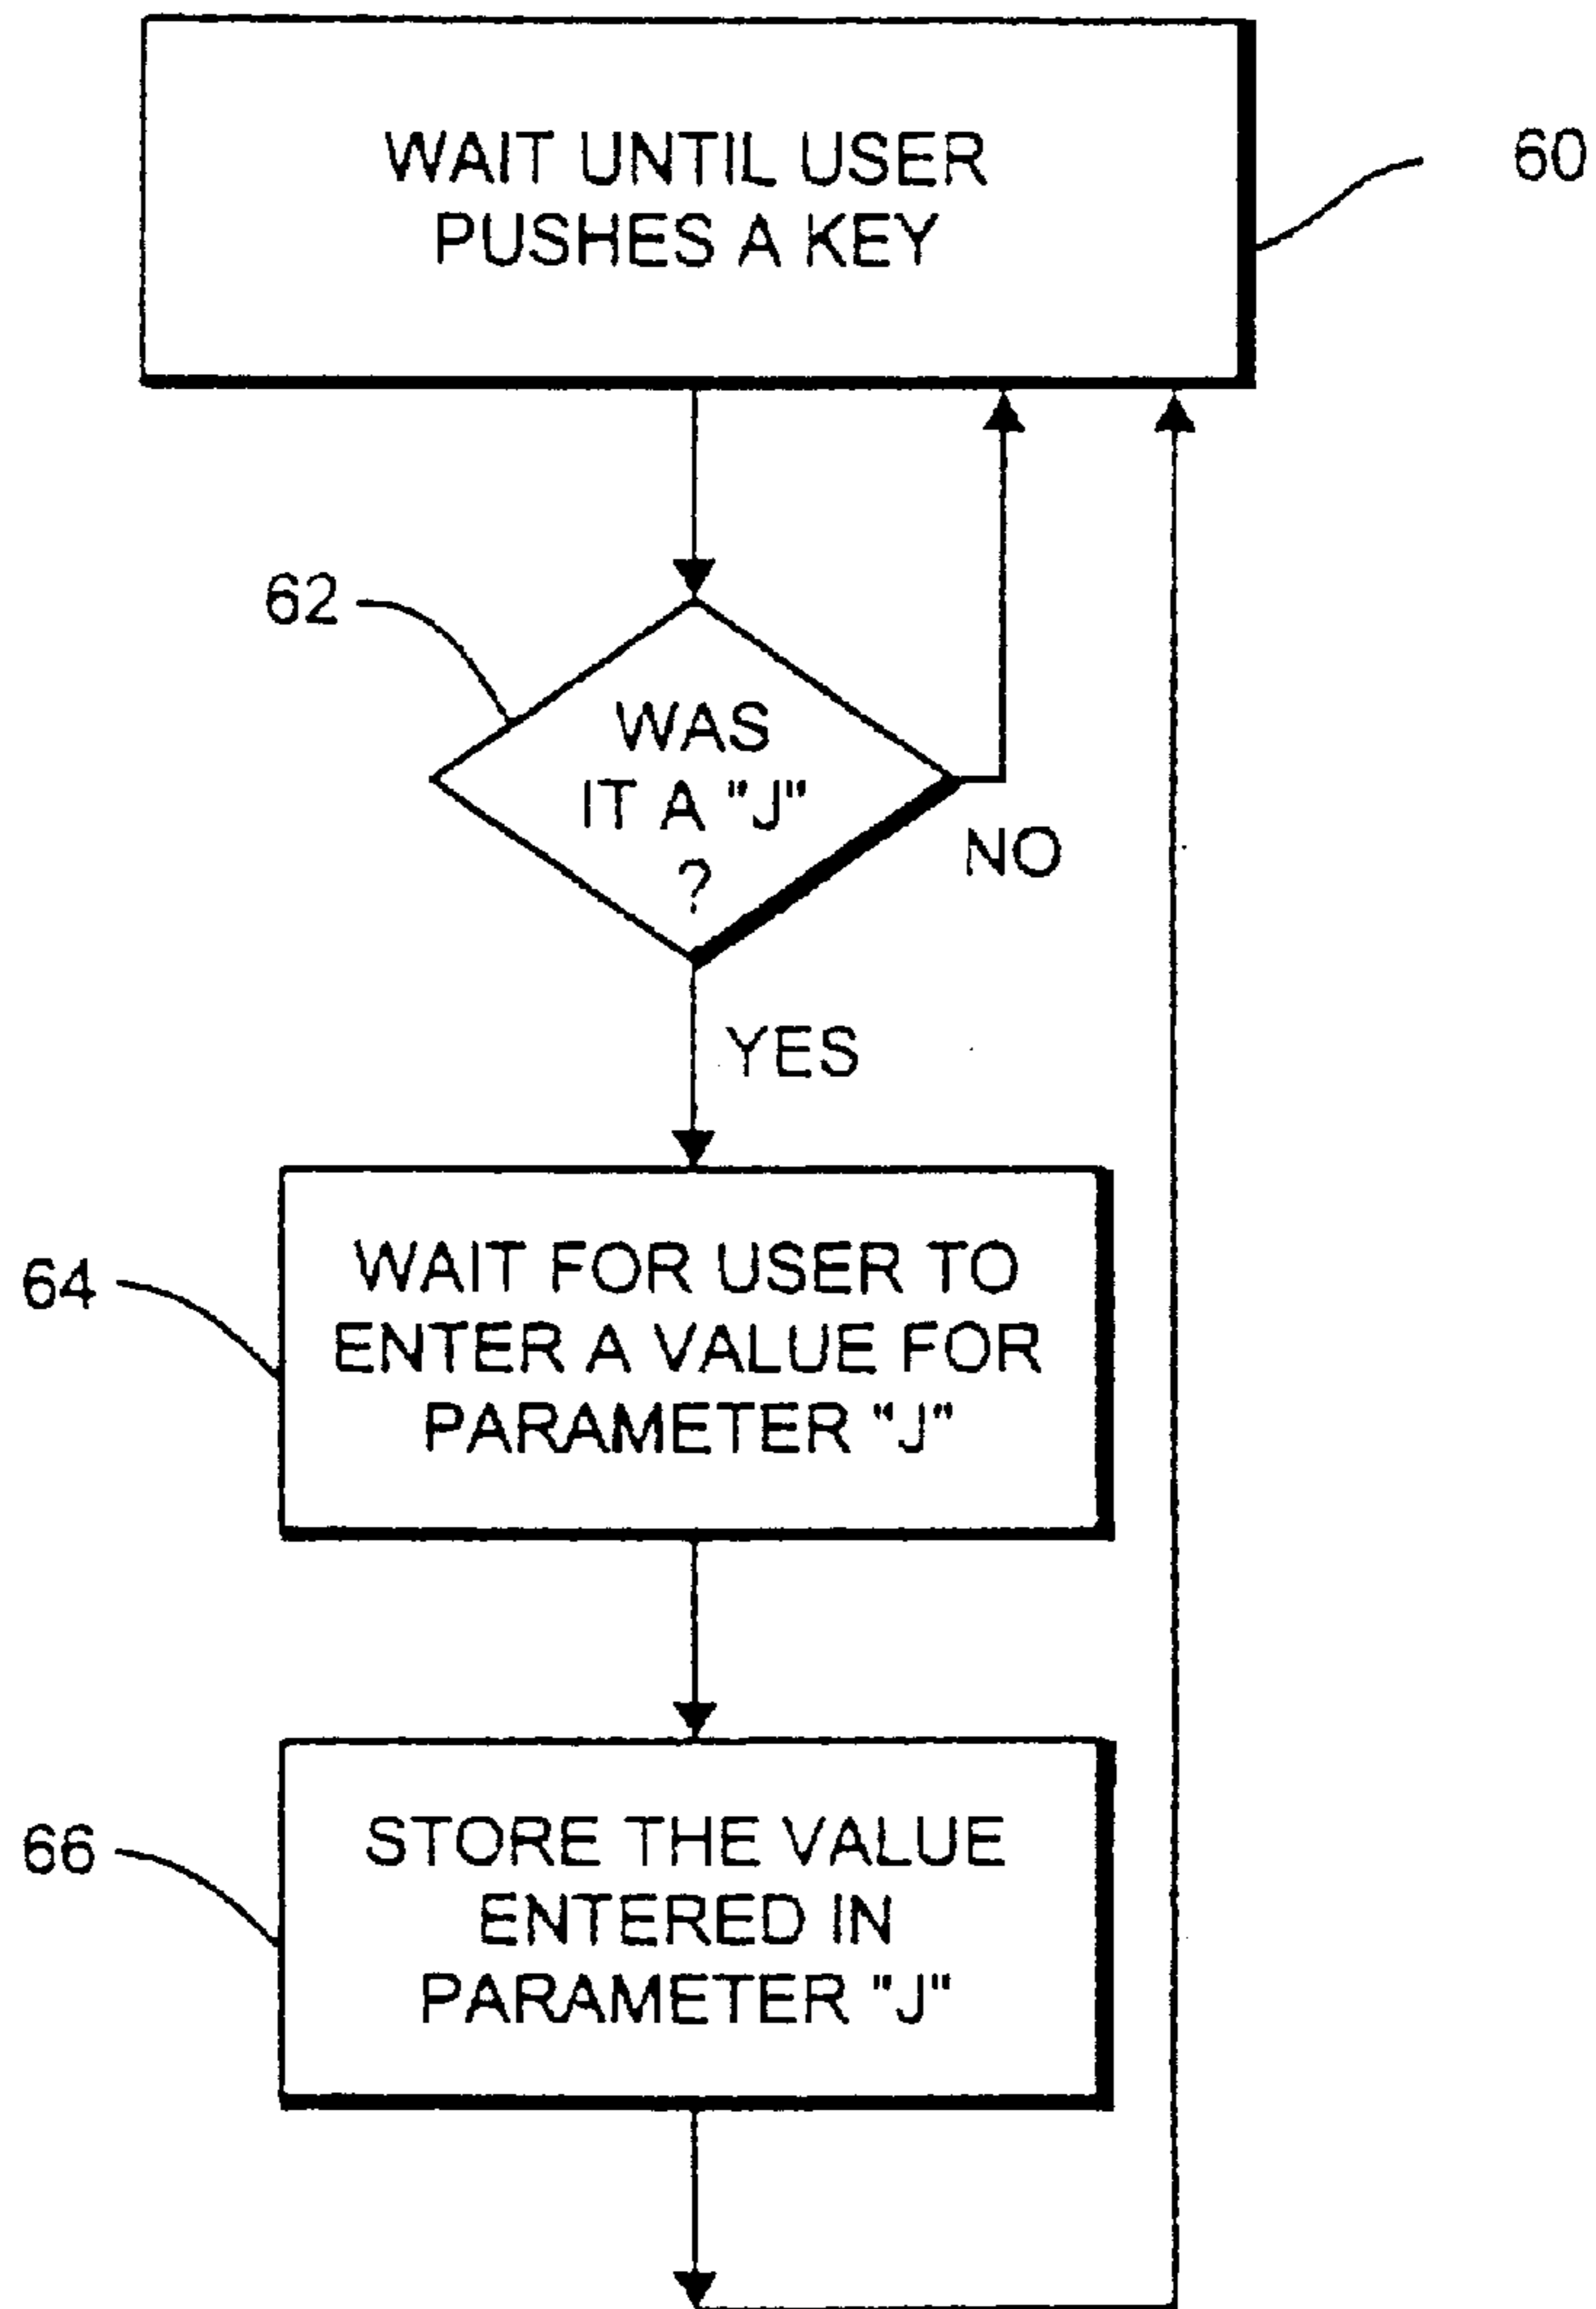 WAIT UNTIL USER
PUSHES A KEY
60
62
WAS
IT A "J"
?
NO
YES
64
WAIT FOR USER TO
ENTER A VALUE FOR
PARAMETER "J"
66
STORE THE VALUE
ENTERED IN
PARAMETER "J"